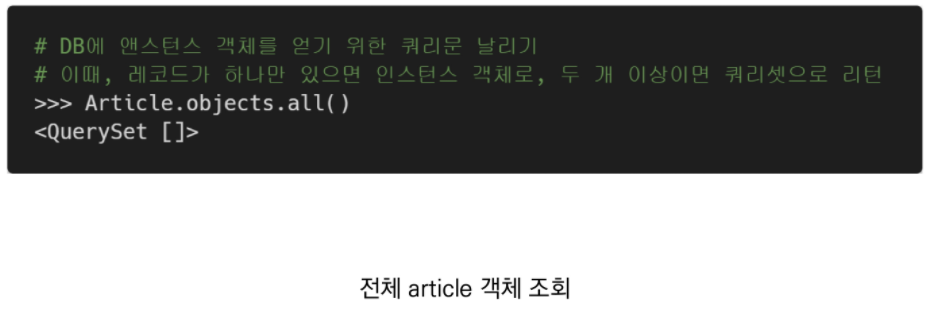 # DB에 앤스턴스 객체를 얻기 위한 쿼리문 날리기
# 이때, 레코드가 하나만 있으면 인스턴스 객체로, 두 개 이상이면 쿼리셋으로 리턴
>>> Article.objects.all()
<QuerySet []>
전체 article 객체 조회